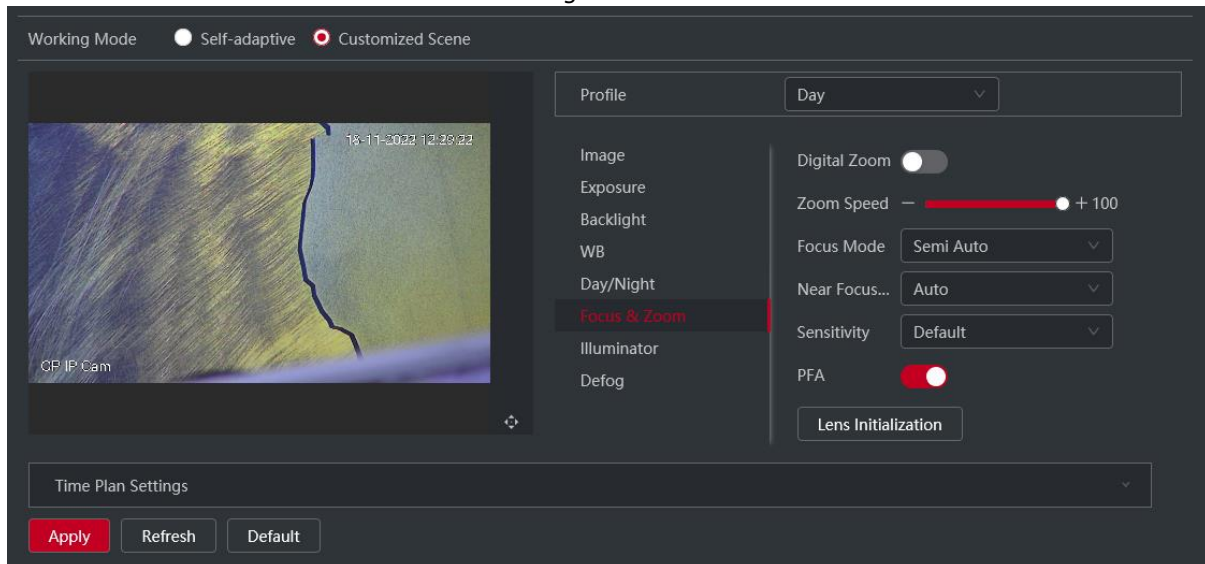 Working Mode Self-adaptive Customized Scene
Profile Day
18-11-2022 12:29:22
CP IP Cam
Image
Exposure
Backlight
WB
Day/Night
Focus & Zoom
Illuminator
Defog
Digital Zoom
Zoom Speed − + 100
Focus Mode Semi Auto
Near Focus... Auto
Sensitivity Default
PFA
Lens Initialization
Time Plan Settings
Apply Refresh Default